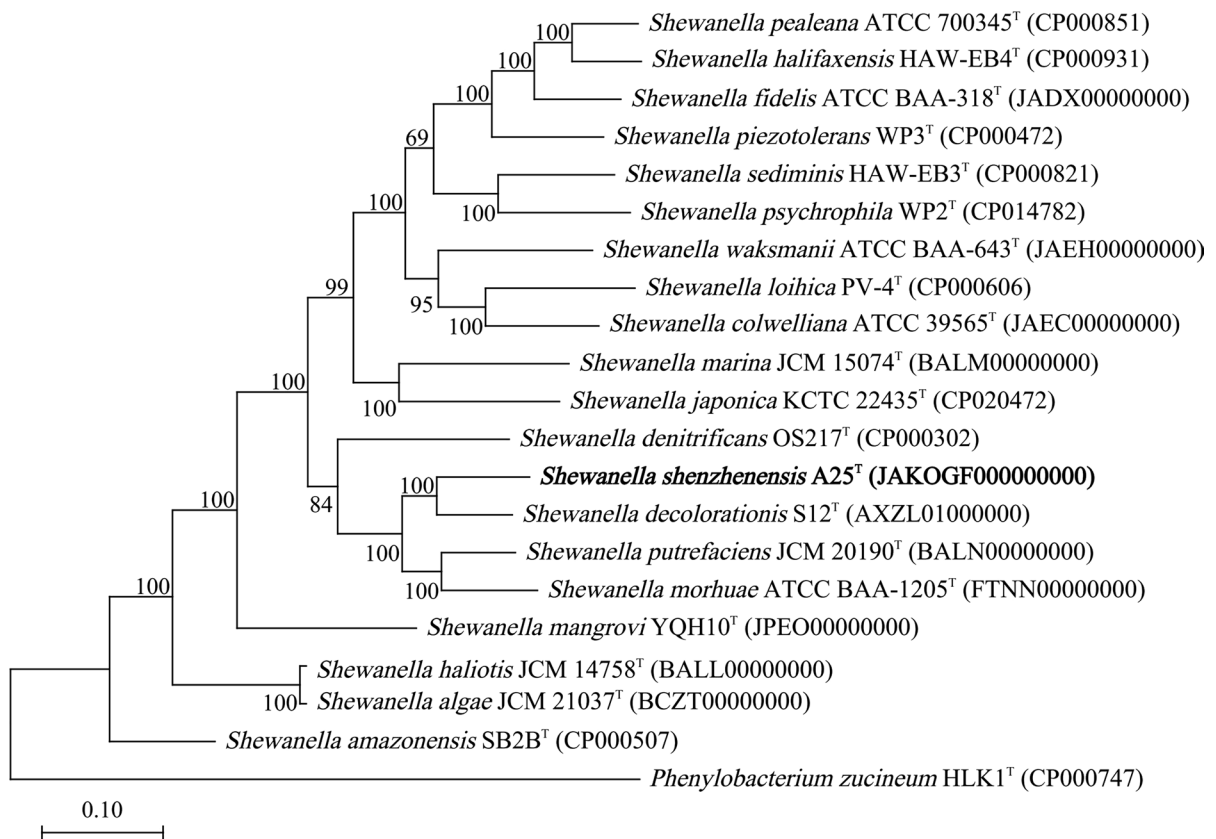 Shewanella pealeana ATCC 700345ᵀ (CP000851)
100
Shewanella halifaxensis HAW-EB4ᵀ (CP000931)
100
Shewanella fidelis ATCC BAA-318ᵀ (JADX00000000)
100
Shewanella piezotolerans WP3ᵀ (CP000472)
69
Shewanella sediminis HAW-EB3ᵀ (CP000821)
100
100
Shewanella psychrophila WP2ᵀ (CP014782)
Shewanella waksmanii ATCC BAA-643ᵀ (JAEH00000000)
99
Shewanella loihica PV-4ᵀ (CP000606)
95
100
Shewanella colwelliana ATCC 39565ᵀ (JAEC00000000)
Shewanella marina JCM 15074ᵀ (BALM00000000)
100
100
Shewanella japonica KCTC 22435ᵀ (CP020472)
Shewanella denitrificans OS217ᵀ (CP000302)
Shewanella shenzhenensis A25ᵀ (JAKOGF000000000)
100
100
84
Shewanella decolorationis S12ᵀ (AXZL01000000)
100
Shewanella putrefaciens JCM 20190ᵀ (BALN00000000)
100
100
Shewanella morhuae ATCC BAA-1205ᵀ (FTNN00000000)
Shewanella mangrovi YQH10ᵀ (JPEO00000000)
Shewanella haliotis JCM 14758ᵀ (BALL00000000)
100
Shewanella algae JCM 21037ᵀ (BCZT00000000)
Shewanella amazonensis SB2Bᵀ (CP000507)
Phenylobacterium zucineum HLK1ᵀ (CP000747)
0.10